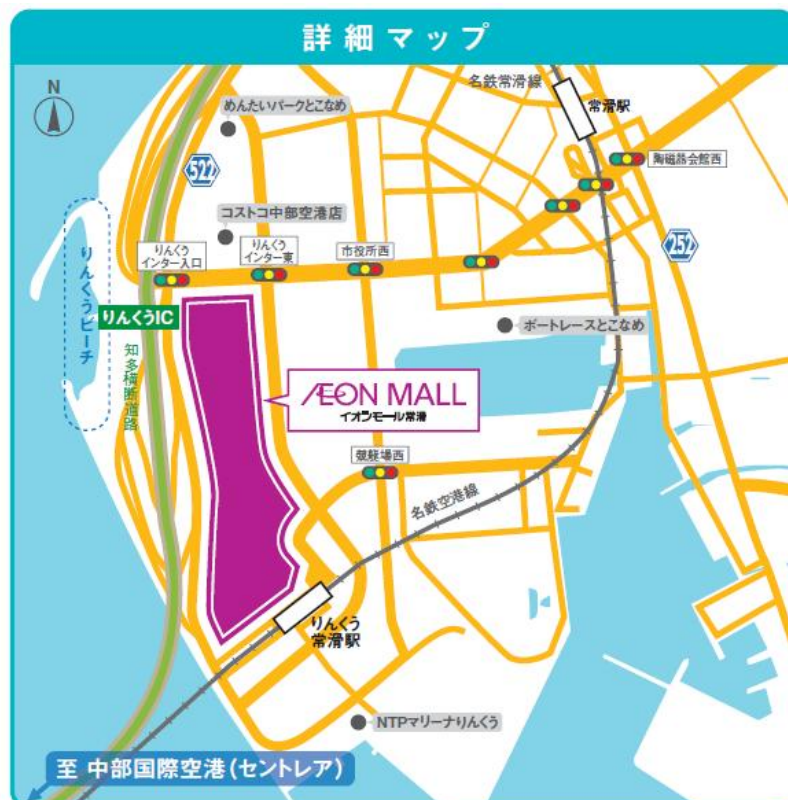 詳細マップ
N
名鉄常滑線
常滑駅
めんたいパークとこなめ
陶磁器会館西
522
コストコ中部空港店
りんくう
インター入口
りんくう
インター東
市役所西
252
りんくうビーチ
りんくうIC
ボートレースとこなめ
知多横断道路
ÆON MALL
イオンモール常滑
競艇場西
名鉄空港線
りんくう
常滑駅
NTPマリーナりんくう
至 中部国際空港(セントレア)